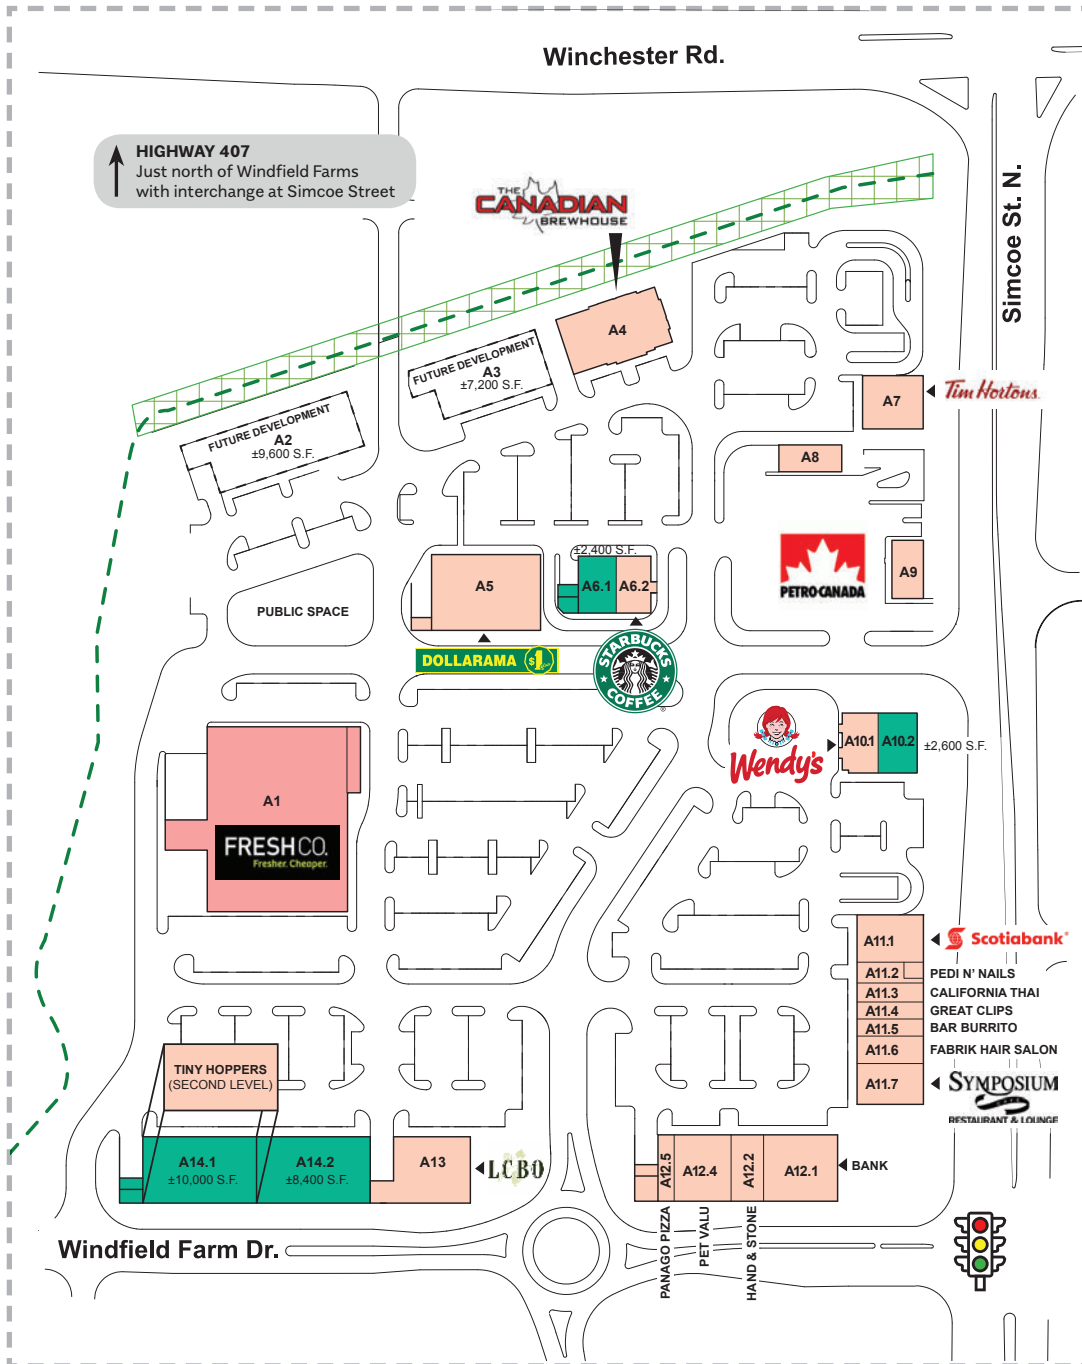 Winchester Rd.
HIGHWAY 407
Just north of Windfield Farms
with interchange at Simcoe Street
Simcoe St. N.
THE
CANADIAN
BREWHOUSE
A4
FUTURE DEVELOPMENT
A3
±7,200 S.F.
A7
Tim Hortons
FUTURE DEVELOPMENT
A2
±9,600 S.F.
A8
±2,400 S.F.
A5
A6.1
A6.2
PETRO-CANADA
A9
PUBLIC SPACE
DOLLARAMA $1
STARBUCKS
COFFEE
Wendy's
A10.1
A10.2
±2,600 S.F.
A1
FRESHCO.
Fresher. Cheaper.
A11.1
Scotiabank
A11.2
PEDI N' NAILS
A11.3
CALIFORNIA THAI
A11.4
GREAT CLIPS
A11.5
BAR BURRITO
A11.6
FABRIK HAIR SALON
A11.7
SYMPOSIUM
CAFE
RESTAURANT & LOUNGE
TINY HOPPERS
(SECOND LEVEL)
A14.1
±10,000 S.F.
A14.2
±8,400 S.F.
A13
LCBO
A12.5
A12.4
A12.2
A12.1
BANK
PANAGO PIZZA
PET VALU
HAND & STONE
Windfield Farm Dr.